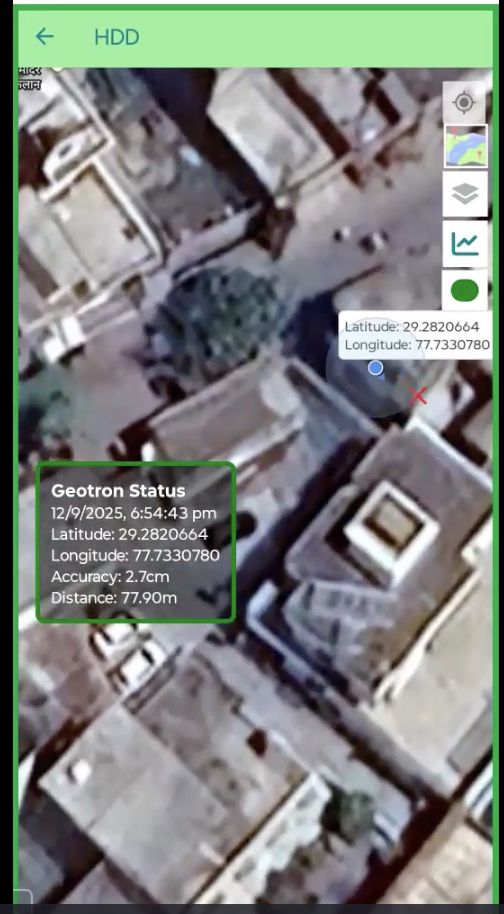 HDD
Latitude: 29.2820664
Longitude: 77.7330780
Geotron Status
12/9/2025, 6:54:43 pm
Latitude: 29.2820664
Longitude: 77.7330780
Accuracy: 2.7cm
Distance: 77.90m